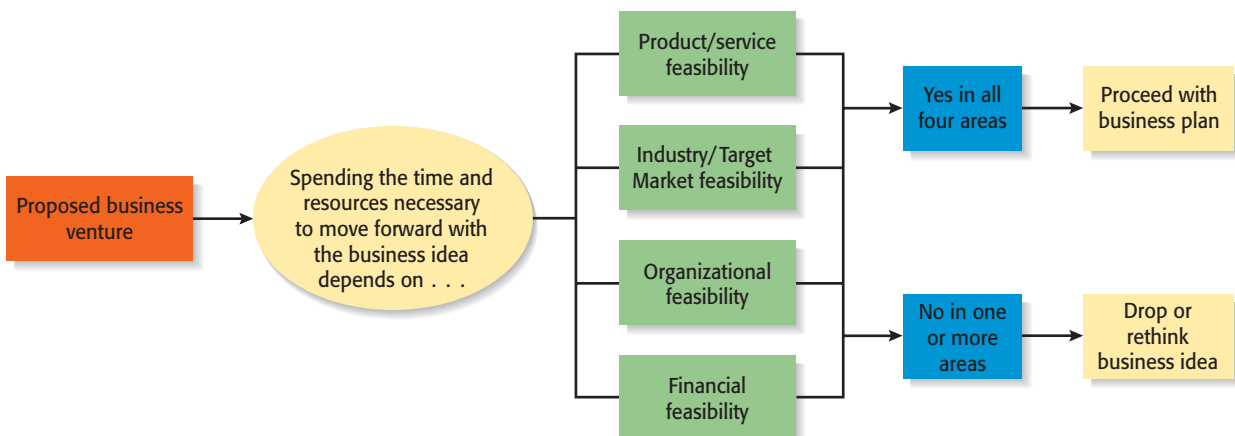 Proposed business
venture
Spending the time and
resources necessary
to move forward with
the business idea
depends on . . .
Product/service
feasibility
Industry/Target
Market feasibility
Organizational
feasibility
Financial
feasibility
Yes in all
four areas
Proceed with
business plan
No in one
or more
areas
Drop or
rethink
business idea